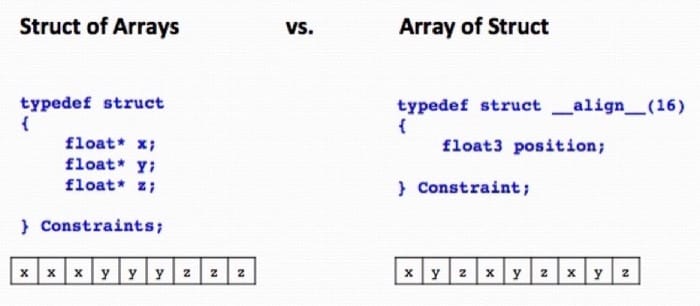 Struct of Arrays vs. Array of Struct
typedef struct
{
float* x;
float* y;
float* z;
} Constraints;
x x x y y y z z z
typedef struct __align__(16)
{
float3 position;
} Constraint;
x y z x y z x y z